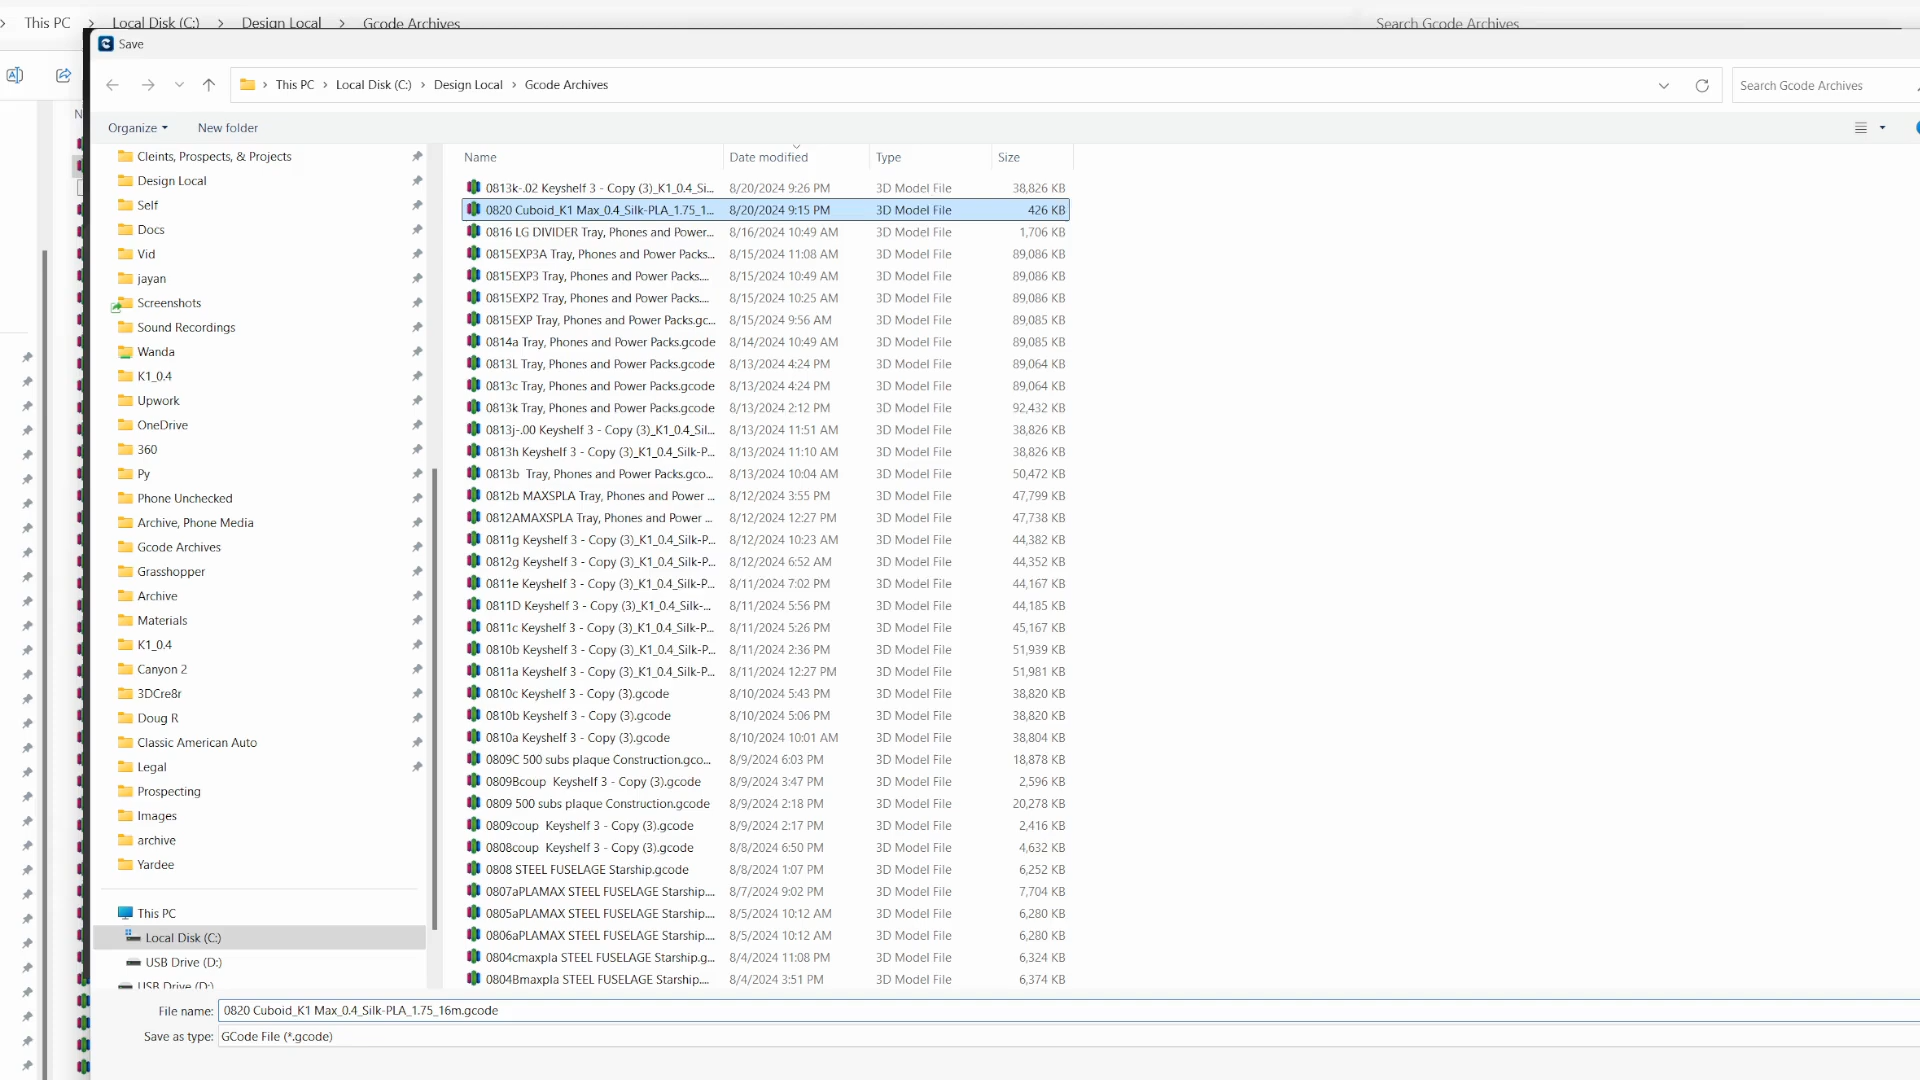 This PC > Local Disk (C:) > Design Local > Gcode Archives
Search Gcode Archives
Save
This PC > Local Disk (C:) > Design Local > Gcode Archives
Search Gcode Archives
Organize
New folder
Name Date modified Type Size
Cleints, Prospects, & Projects
Design Local
Self
Docs
Vid
jayan
Screenshots
Sound Recordings
Wanda
K1_0.4
Upwork
OneDrive
360
Py
Phone Unchecked
Archive, Phone Media
Gcode Archives
Grasshopper
Archive
Materials
K1_0.4
Canyon 2
3DCre8r
Doug R
Classic American Auto
Legal
Prospecting
Images
archive
Yardee
This PC
Local Disk (C:)
USB Drive (D:)
USB Drive (D:)
0813k-.02 Keyshelf 3 - Copy (3)_K1_0.4_Si... 8/20/2024 9:26 PM 3D Model File 38,826 KB
0820 Cuboid_K1 Max_0.4_Silk-PLA_1.75_1... 8/20/2024 9:15 PM 3D Model File 426 KB
0816 LG DIVIDER Tray, Phones and Power... 8/16/2024 10:49 AM 3D Model File 1,706 KB
0815EXP3A Tray, Phones and Power Packs... 8/15/2024 11:08 AM 3D Model File 89,086 KB
0815EXP3 Tray, Phones and Power Packs.... 8/15/2024 10:49 AM 3D Model File 89,086 KB
0815EXP2 Tray, Phones and Power Packs.... 8/15/2024 10:25 AM 3D Model File 89,086 KB
0815EXP Tray, Phones and Power Packs.gc... 8/15/2024 9:56 AM 3D Model File 89,085 KB
0814a Tray, Phones and Power Packs.gcode 8/14/2024 10:49 AM 3D Model File 89,085 KB
0813L Tray, Phones and Power Packs.gcode 8/13/2024 4:24 PM 3D Model File 89,064 KB
0813c Tray, Phones and Power Packs.gcode 8/13/2024 4:24 PM 3D Model File 89,064 KB
0813k Tray, Phones and Power Packs.gcode 8/13/2024 2:12 PM 3D Model File 92,432 KB
0813j-.00 Keyshelf 3 - Copy (3)_K1_0.4_Sil... 8/13/2024 11:51 AM 3D Model File 38,826 KB
0813h Keyshelf 3 - Copy (3)_K1_0.4_Silk-P... 8/13/2024 11:10 AM 3D Model File 38,826 KB
0813b Tray, Phones and Power Packs.gco... 8/13/2024 10:04 AM 3D Model File 50,472 KB
0812b MAXSPLA Tray, Phones and Power ... 8/12/2024 3:55 PM 3D Model File 47,799 KB
0812AMAXSPLA Tray, Phones and Power ... 8/12/2024 12:27 PM 3D Model File 47,738 KB
0811g Keyshelf 3 - Copy (3)_K1_0.4_Silk-P... 8/12/2024 10:23 AM 3D Model File 44,382 KB
0812g Keyshelf 3 - Copy (3)_K1_0.4_Silk-P... 8/12/2024 6:52 AM 3D Model File 44,352 KB
0811e Keyshelf 3 - Copy (3)_K1_0.4_Silk-P... 8/11/2024 7:02 PM 3D Model File 44,167 KB
0811D Keyshelf 3 - Copy (3)_K1_0.4_Silk-... 8/11/2024 5:56 PM 3D Model File 44,185 KB
0811c Keyshelf 3 - Copy (3)_K1_0.4_Silk-P... 8/11/2024 5:26 PM 3D Model File 45,167 KB
0810b Keyshelf 3 - Copy (3)_K1_0.4_Silk-P... 8/11/2024 2:36 PM 3D Model File 51,939 KB
0811a Keyshelf 3 - Copy (3)_K1_0.4_Silk-P... 8/11/2024 12:27 PM 3D Model File 51,981 KB
0810c Keyshelf 3 - Copy (3).gcode 8/10/2024 5:43 PM 3D Model File 38,820 KB
0810b Keyshelf 3 - Copy (3).gcode 8/10/2024 5:06 PM 3D Model File 38,820 KB
0810a Keyshelf 3 - Copy (3).gcode 8/10/2024 10:01 AM 3D Model File 38,804 KB
0809C 500 subs plaque Construction.gco... 8/9/2024 6:03 PM 3D Model File 18,878 KB
0809Bcoup Keyshelf 3 - Copy (3).gcode 8/9/2024 3:47 PM 3D Model File 2,596 KB
0809 500 subs plaque Construction.gcode 8/9/2024 2:18 PM 3D Model File 20,278 KB
0809coup Keyshelf 3 - Copy (3).gcode 8/9/2024 2:17 PM 3D Model File 2,416 KB
0808coup Keyshelf 3 - Copy (3).gcode 8/8/2024 6:50 PM 3D Model File 4,632 KB
0808 STEEL FUSELAGE Starship.gcode 8/8/2024 1:07 PM 3D Model File 6,252 KB
0807aPLAMAX STEEL FUSELAGE Starship.... 8/7/2024 9:02 PM 3D Model File 7,704 KB
0805aPLAMAX STEEL FUSELAGE Starship.... 8/5/2024 10:12 AM 3D Model File 6,280 KB
0806aPLAMAX STEEL FUSELAGE Starship.... 8/5/2024 10:12 AM 3D Model File 6,280 KB
0804cmaxpla STEEL FUSELAGE Starship.g... 8/4/2024 11:08 PM 3D Model File 6,324 KB
0804Bmaxpla STEEL FUSELAGE Starship.... 8/4/2024 3:51 PM 3D Model File 6,374 KB
File name: 0820 Cuboid_K1 Max_0.4_Silk-PLA_1.75_16m.gcode
Save as type: GCode File (*.gcode)